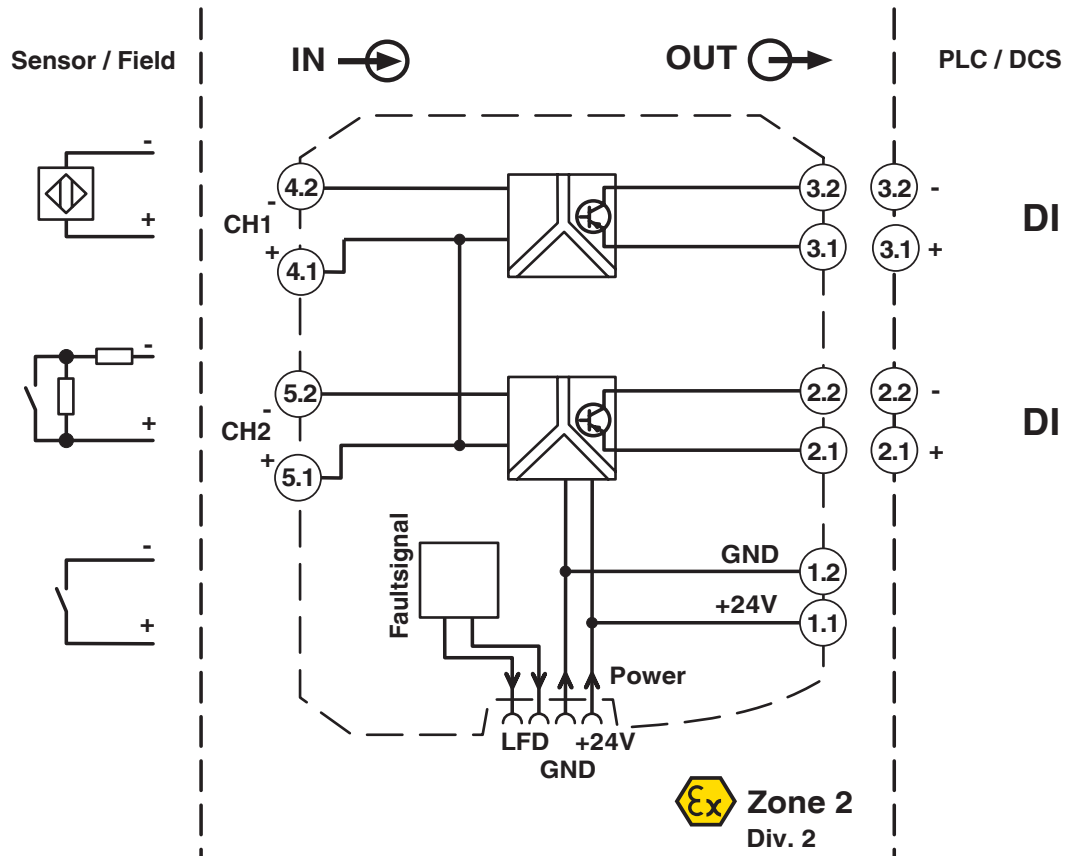 Sensor / Field
IN
OUT
PLC / DCS
-
+
4.2
-
CH1
+
4.1
3.2
3.1
3.2 -
3.1 +
DI
-
+
5.2
-
CH2
+
5.1
2.2
2.1
2.2 -
2.1 +
DI
-
+
Faultsignal
GND
1.2
+24V
1.1
Power
LFD +24V
GND
Ex Zone 2
Div. 2